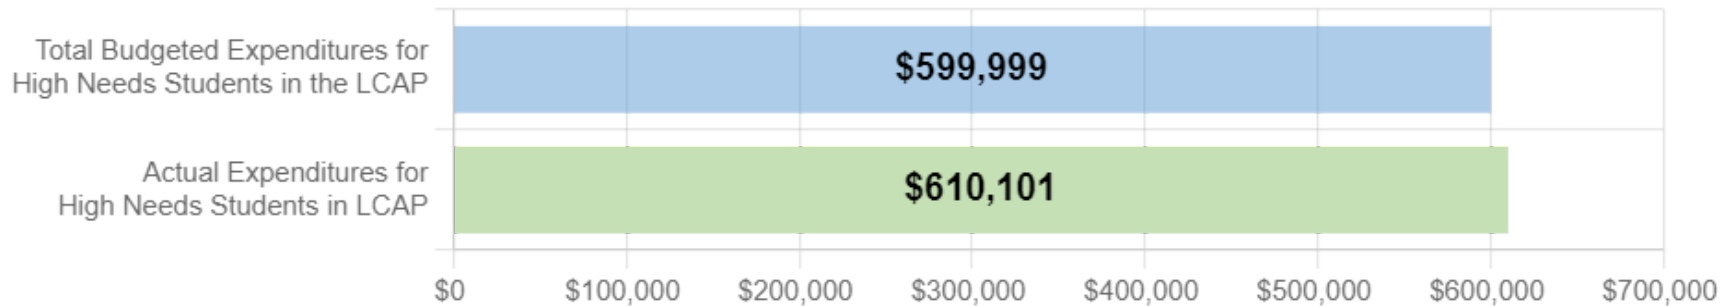 Total Budgeted Expenditures for
High Needs Students in the LCAP
$599,999
Actual Expenditures for
High Needs Students in LCAP
$610,101
$0 $100,000 $200,000 $300,000 $400,000 $500,000 $600,000 $700,000